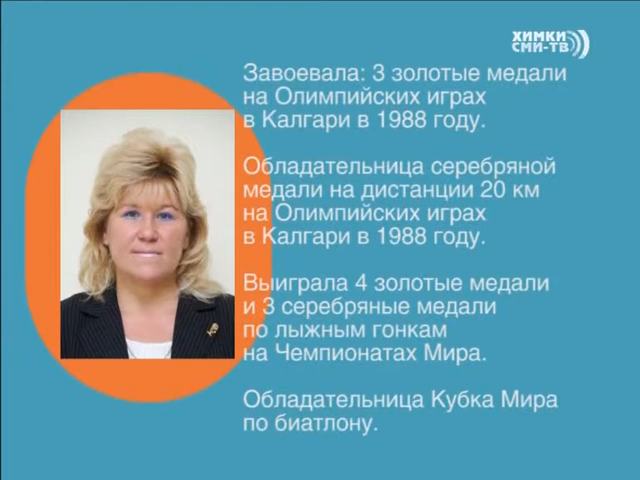 ХИМКИ
СМИ-ТВ
Завоевала: 3 золотые медали
на Олимпийских играх
в Калгари в 1988 году.
Обладательница серебряной
медали на дистанции 20 км
на Олимпийских играх
в Калгари в 1988 году.
Выиграла 4 золотые медали
и 3 серебряные медали
по лыжным гонкам
на Чемпионатах Мира.
Обладательница Кубка Мира
по биатлону.